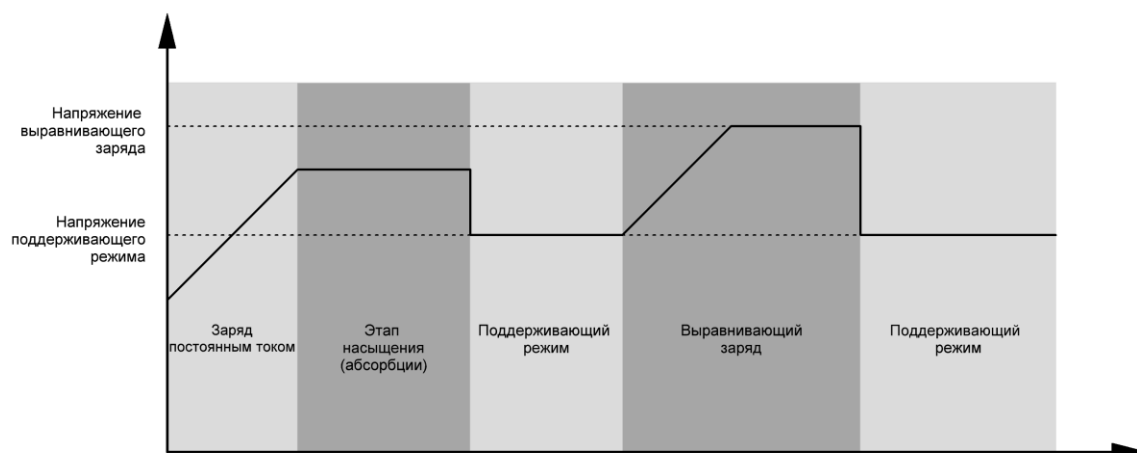 Напряжение
выравнивающего
заряда
Напряжение
поддерживающего
режима
Заряд
постоянным током
Этап
насыщения
(абсорбции)
Поддерживающий
режим
Выравнивающий
заряд
Поддерживающий
режим